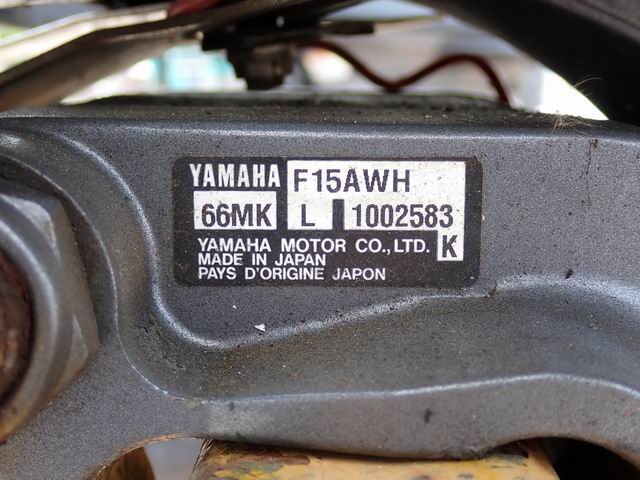 YAMAHA F15AWH
66MK L 1002583
YAMAHA MOTOR CO.,LTD. K
MADE IN JAPAN
PAYS D'ORIGINE JAPON